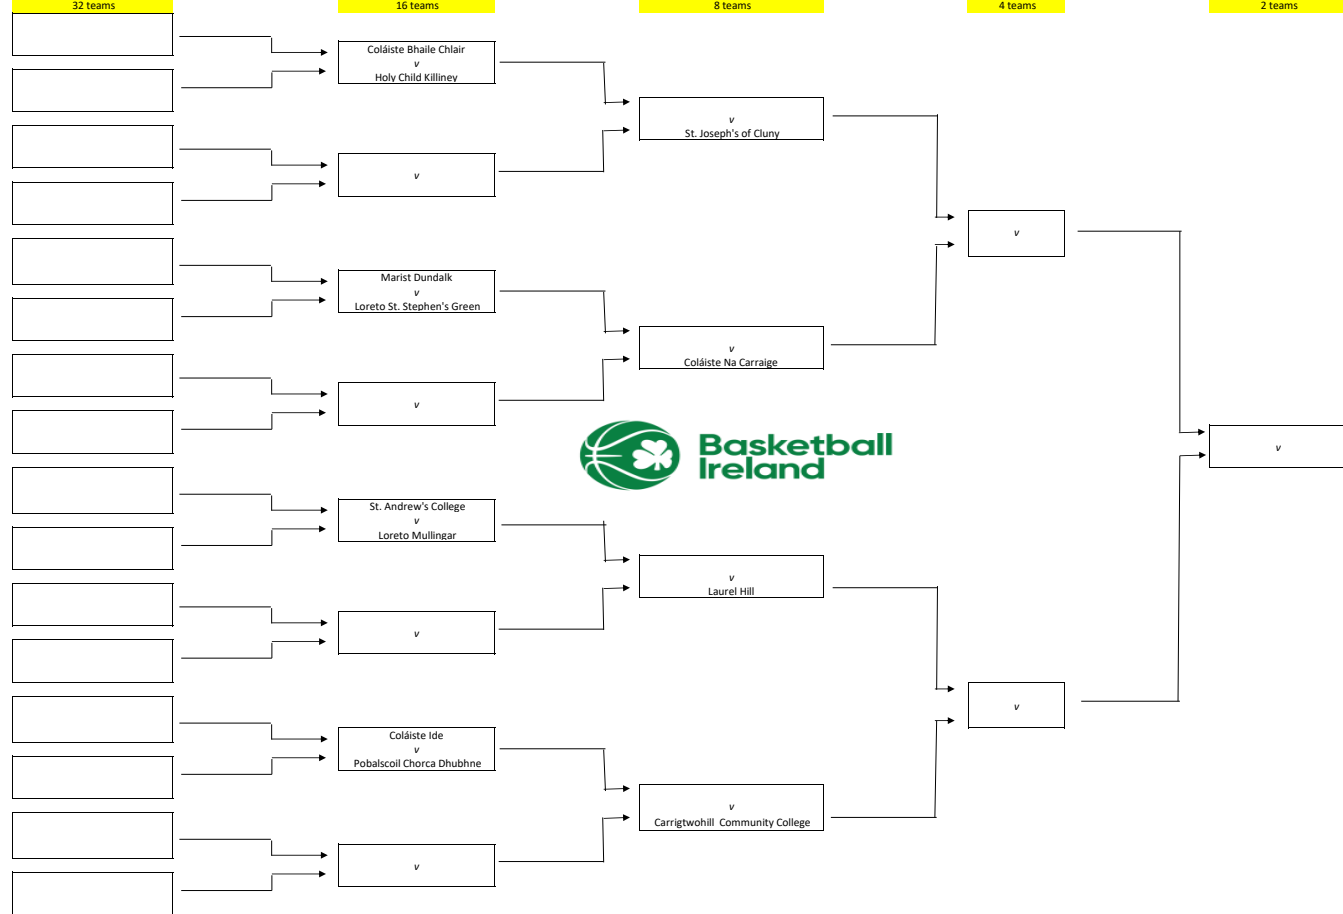 32 teams
16 teams
8 teams
4 teams
2 teams
Coláiste Bhaile Chlair
v
Holy Child Killiney
v
St. Joseph's of Cluny
v
v
Marist Dundalk
v
Loreto St. Stephen's Green
v
Coláiste Na Carraige
v
Basketball
Ireland
v
St. Andrew's College
v
Loreto Mullingar
v
Laurel Hill
v
v
Coláiste Ide
v
Pobalscoil Chorca Dhubhne
v
Carrigtwohill  Community College
v